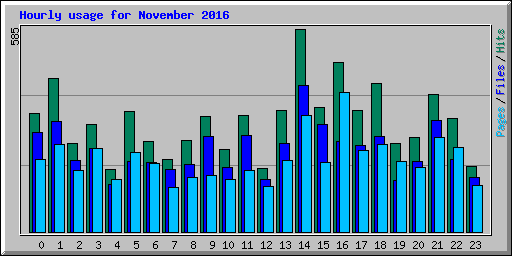 Hourly usage for November 2016
585
Pages / Files / Hits
0 1 2 3 4 5 6 7 8 9 10 11 12 13 14 15 16 17 18 19 20 21 22 23